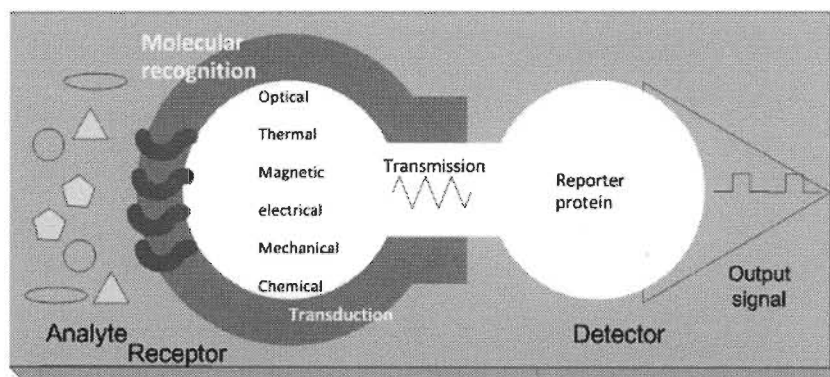 Molecular
recognition
Optical
Thermal
Magnetic
electrical
Mechanical
Chemical
Transduction
Transmission
Reporter
protein
Output
signal
Analyte
Receptor
Detector